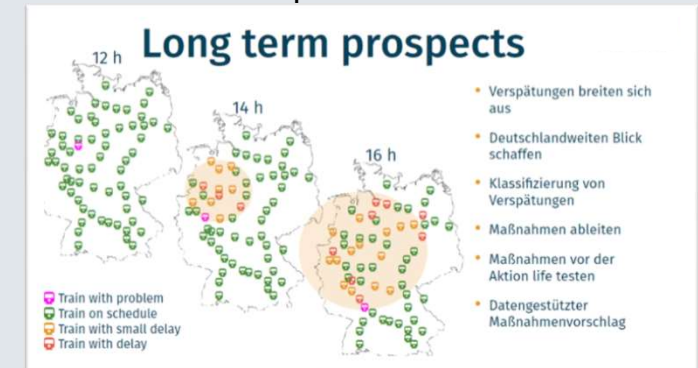 Long term prospects
12 h
14 h
16 h
Verspätungen breiten sich
aus
Deutschlandweiten Blick
schaffen
Klassifizierung von
Verspätungen
Maßnahmen ableiten
Maßnahmen vor der
Aktion life testen
Datengestützter
Maßnahmenvorschlag
Train with problem
Train on schedule
Train with small delay
Train with delay